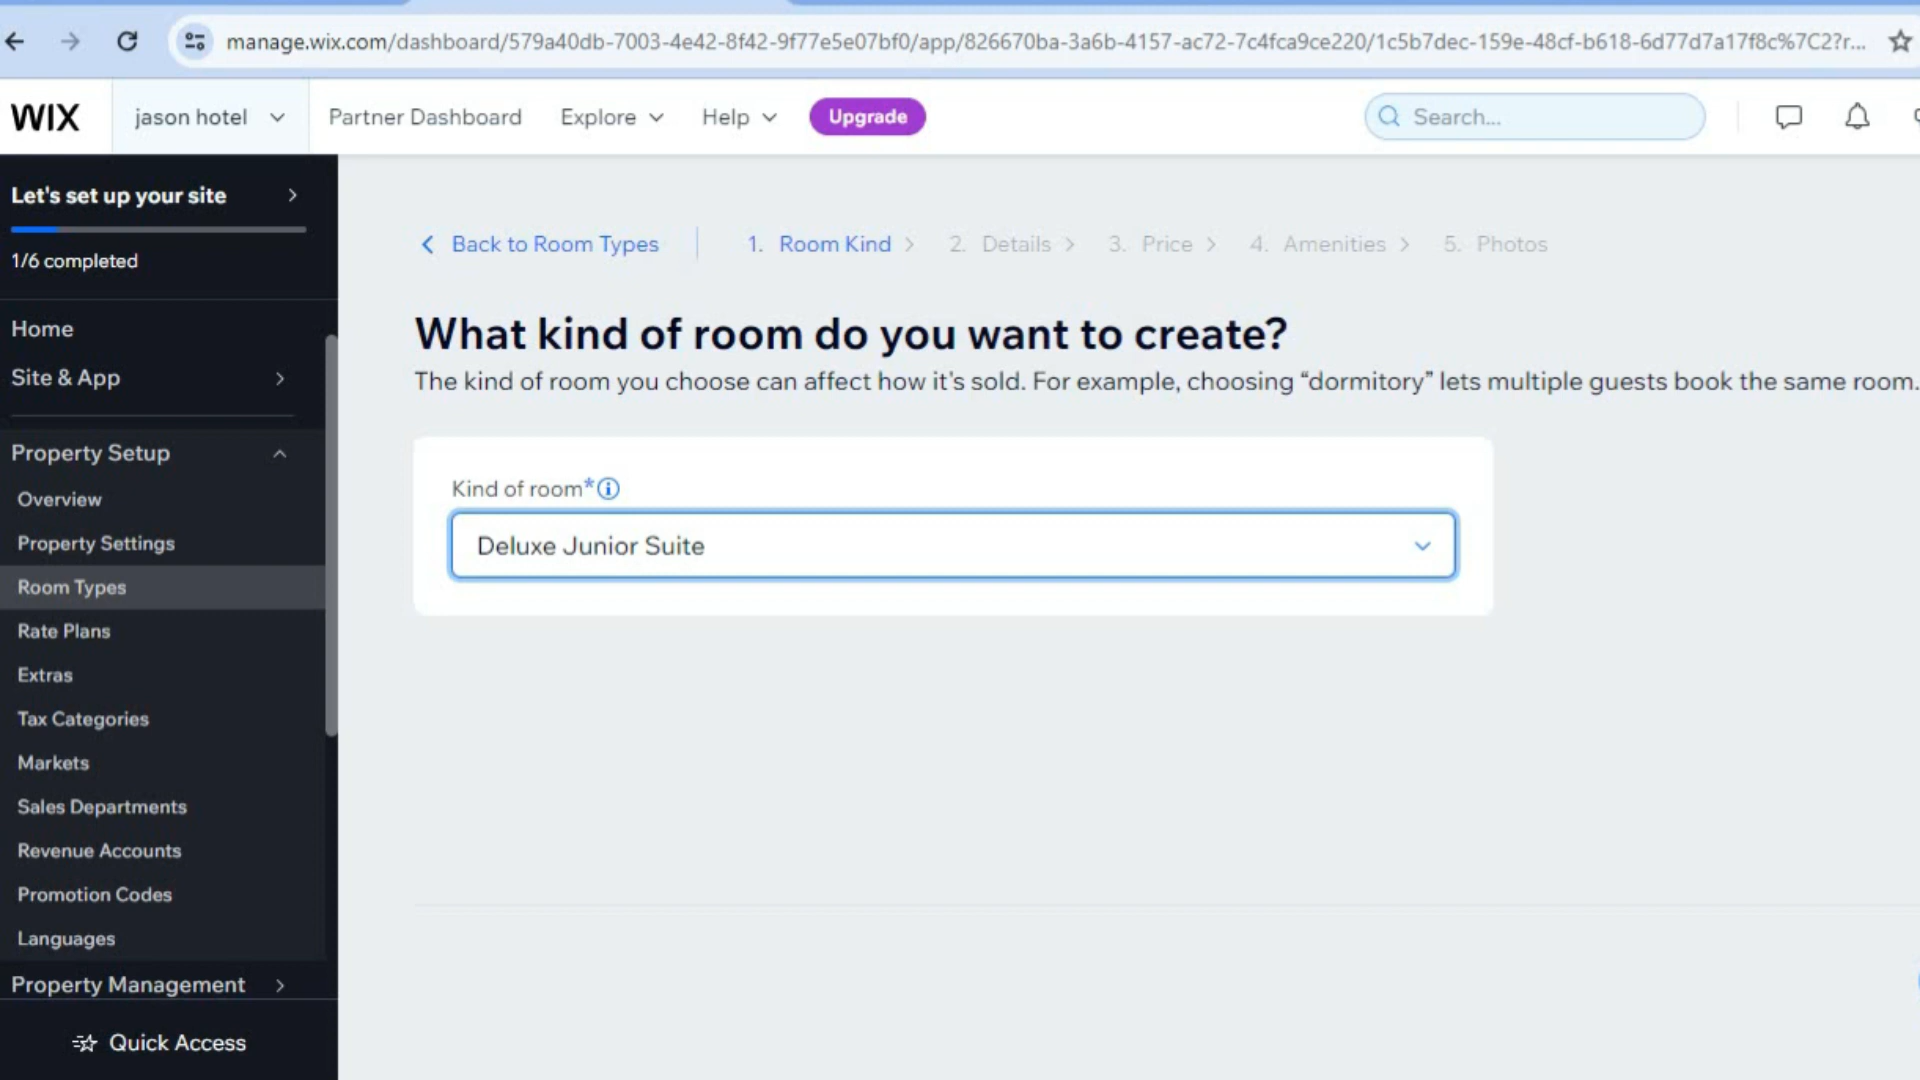 manage.wix.com/dashboard/579a40db-7003-4e42-8f42-9f77e5e07bf0/app/826670ba-3a6b-4157-ac72-7c4fca9ce220/1c5b7dec-159e-48cf-b618-6d77d7a17f8c%7C2?r...
WIX
jason hotel
Partner Dashboard
Explore
Help
Upgrade
Search...
Let's set up your site
1/6 completed
Home
Site & App
Property Setup
Overview
Property Settings
Room Types
Rate Plans
Extras
Tax Categories
Markets
Sales Departments
Revenue Accounts
Promotion Codes
Languages
Property Management
Quick Access
Back to Room Types
1. Room Kind
2. Details
3. Price
4. Amenities
5. Photos
What kind of room do you want to create?
The kind of room you choose can affect how it's sold. For example, choosing “dormitory” lets multiple guests book the same room.
Kind of room*
Deluxe Junior Suite